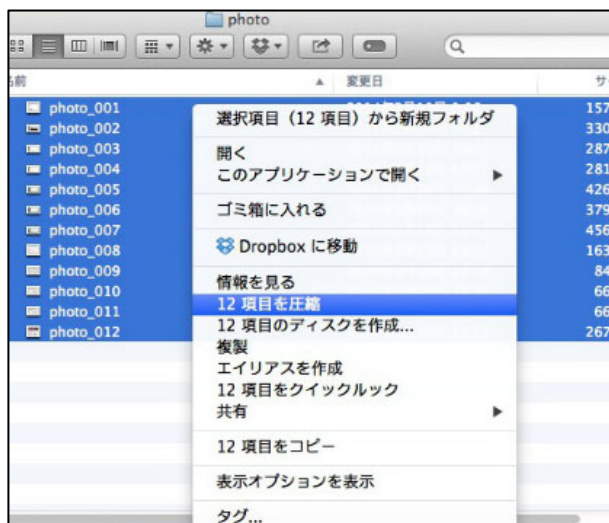 photo
名前 変更日 サ
photo_001 157
photo_002 330
photo_003 287
photo_004 281
photo_005 426
photo_006 379
photo_007 456
photo_008 163
photo_009 84
photo_010 66
photo_011 66
photo_012 267
選択項目（12 項目）から新規フォルダ
開く
このアプリケーションで開く
ゴミ箱に入れる
Dropbox に移動
情報を見る
12 項目を圧縮
12 項目のディスクを作成...
複製
エイリアスを作成
12 項目をクイックルック
共有
12 項目をコピー
表示オプションを表示
タグ...